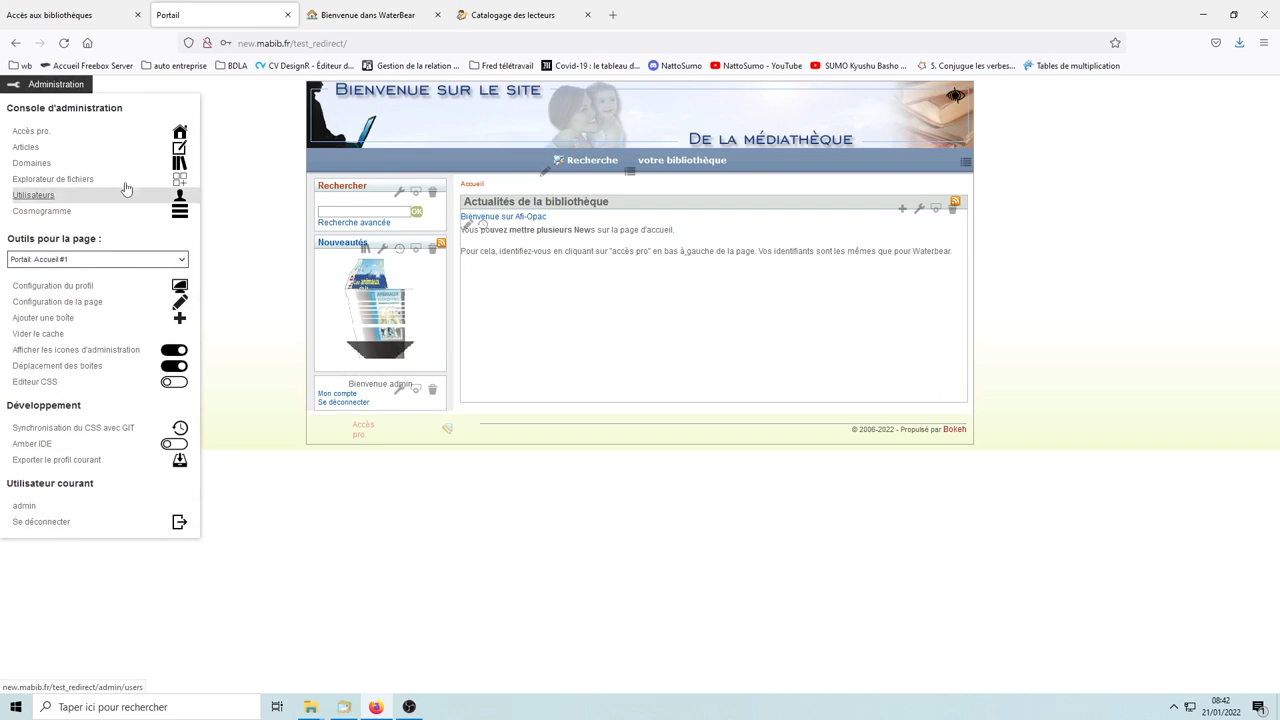 Accès aux bibliothèques
Portail
Bienvenue dans WaterBear
Catalogage des lecteurs
new.mabib.fr/test_redirect/
wb
Accueil Freebox Server
auto entreprise
BDLA
CV DesignR - Éditeur d...
Gestion de la relation ...
Fred télétravail
Covid-19 : le tableau d...
NattoSumo
NattoSumo - YouTube
SUMO Kyushu Basho ...
5. Conjugue les verbes...
Tables de multiplication
Administration
Console d'administration
Accès pro.
Articles
Domaines
Explorateur de fichiers
Utilisateurs
Cosmogramme
Outils pour la page :
Portail: Accueil #1
Configuration du profil
Configuration de la page
Ajouter une boîte
Vider le cache
Afficher les icones d'administration
Déplacement des boites
Editeur CSS
Développement
Synchronisation du CSS avec GIT
Amber IDE
Exporter le profil courant
Utilisateur courant
admin
Se déconnecter
Bienvenue sur le site
De la médiathèque
Recherche
votre bibliothèque
Rechercher
OK
Recherche avancée
Nouveautés
Bienvenue admin
Mon compte
Se déconnecter
Accueil
Actualités de la bibliothèque
Bienvenue sur Afi-Opac
Vous pouvez mettre plusieurs News sur la page d'accueil.
Pour cela, identifiez-vous en cliquant sur "accès pro" en bas à gauche de la page. Vos identifiants sont les mêmes que pour Waterbear.
Accès
pro.
© 2006-2022 - Propulsé par Bokeh
new.mabib.fr/test_redirect/admin/users
Taper ici pour rechercher
08:42
21/01/2022
1